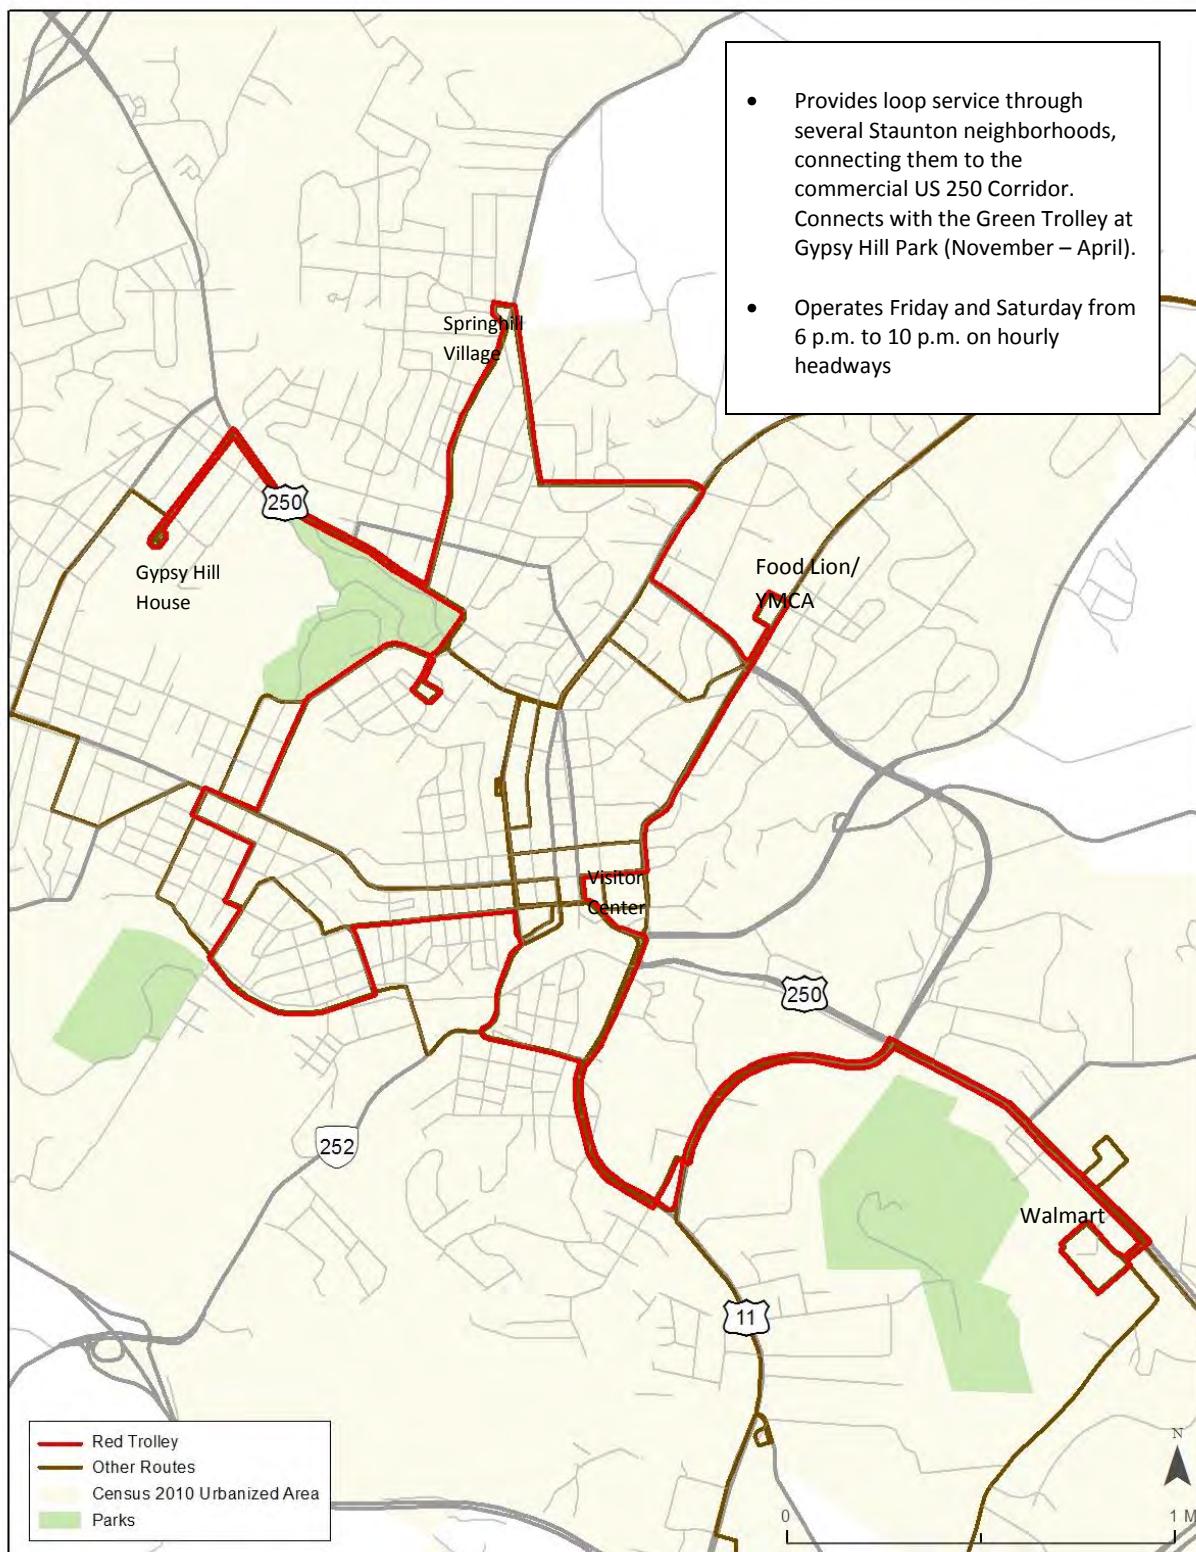 • Provides loop service through
several Staunton neighborhoods,
connecting them to the
commercial US 250 Corridor.
Connects with the Green Trolley at
Gypsy Hill Park (November – April).
• Operates Friday and Saturday from
6 p.m. to 10 p.m. on hourly
headways
Springhill
Village
250
Gypsy Hill
House
Food Lion/
YMCA
Visitor
Center
250
252
Walmart
11
Red Trolley
Other Routes
Census 2010 Urbanized Area
Parks
N
0
1 M